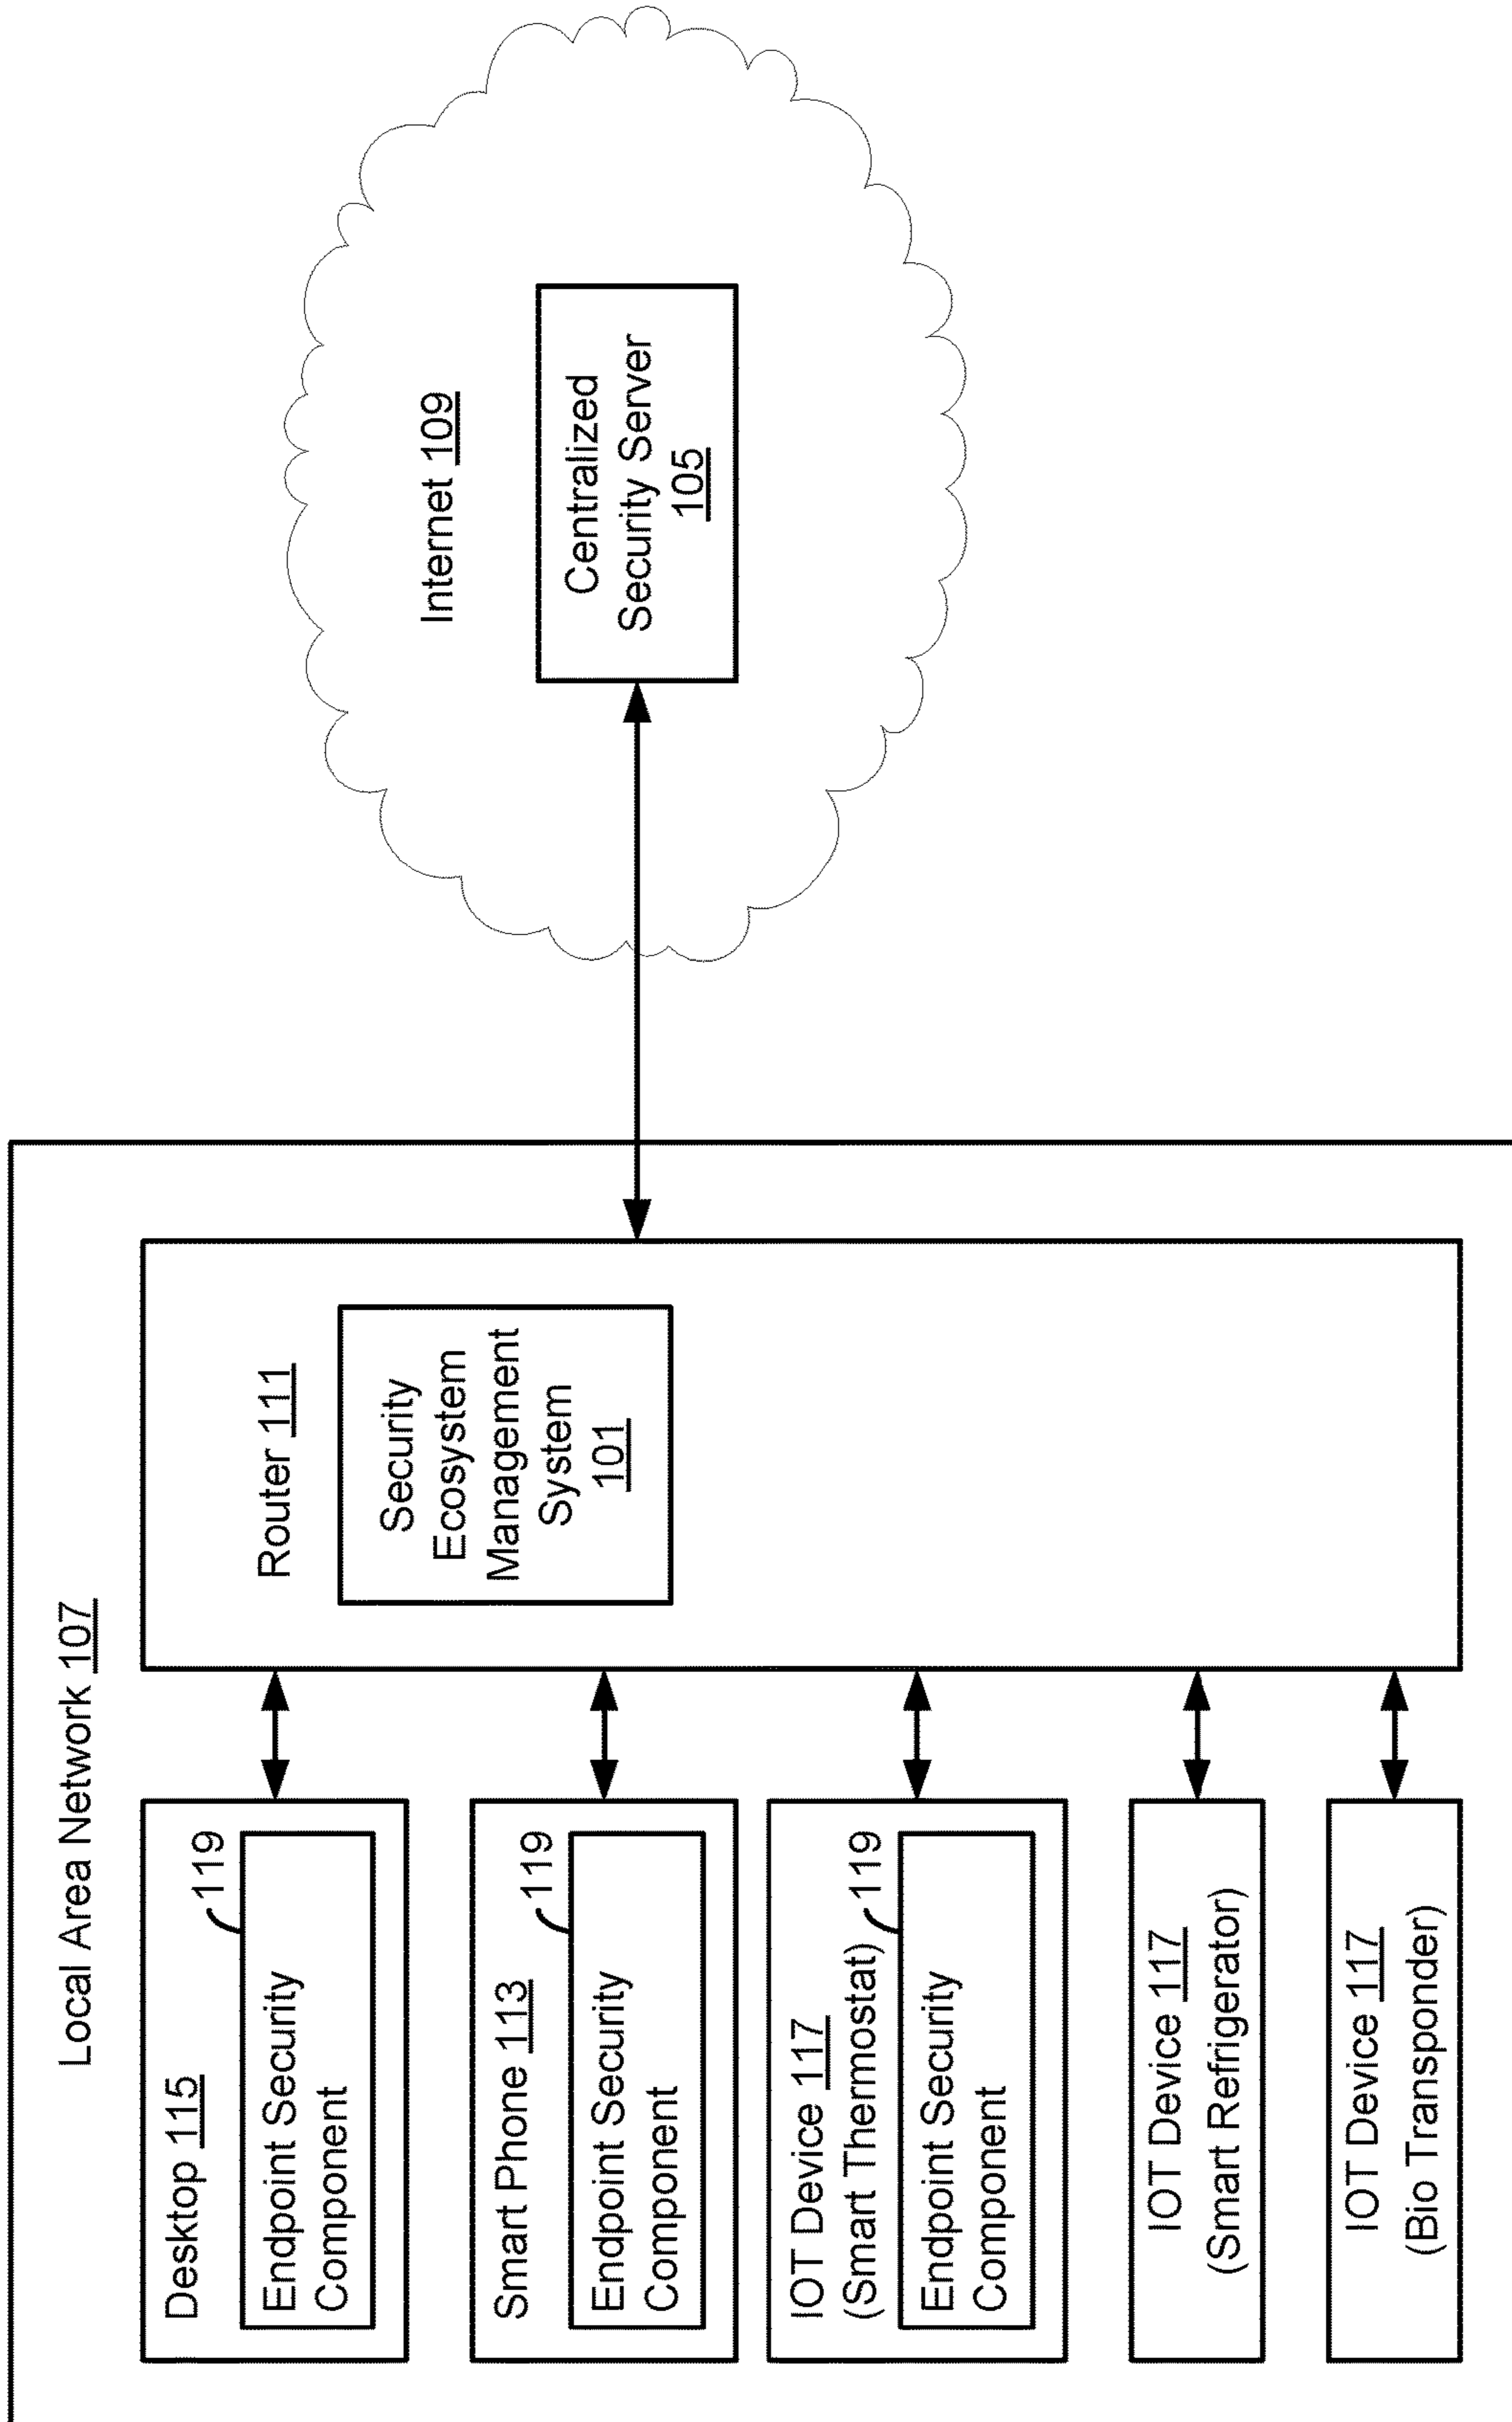 Local Area Network 107
Desktop 115
119
Endpoint Security
Component
Smart Phone 113
119
Endpoint Security
Component
IOT Device 117
(Smart Thermostat)
119
Endpoint Security
Component
IOT Device 117
(Smart Refrigerator)
IOT Device 117
(Bio Transponder)
Router 111
Security
Ecosystem
Management
System
101
Internet 109
Centralized
Security Server
105